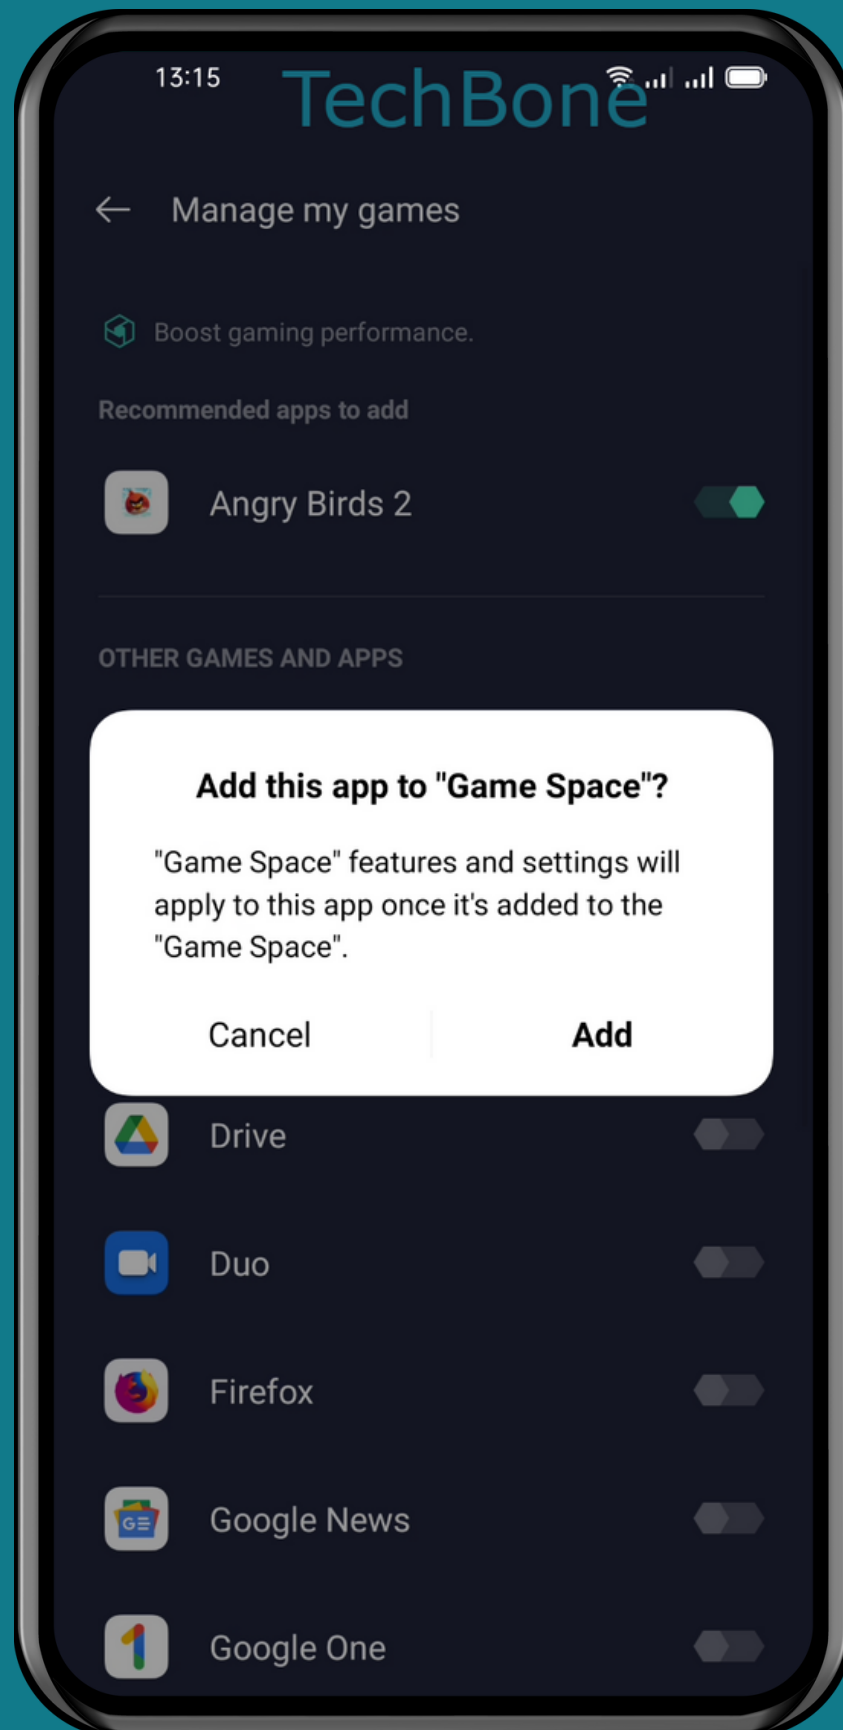 13:15
TechBone
Manage my games
Boost gaming performance.
Recommended apps to add
Angry Birds 2
OTHER GAMES AND APPS
Add this app to "Game Space"?
"Game Space" features and settings will
apply to this app once it's added to the
"Game Space".
Cancel
Add
Drive
Duo
Firefox
GE
Google News
1
Google One